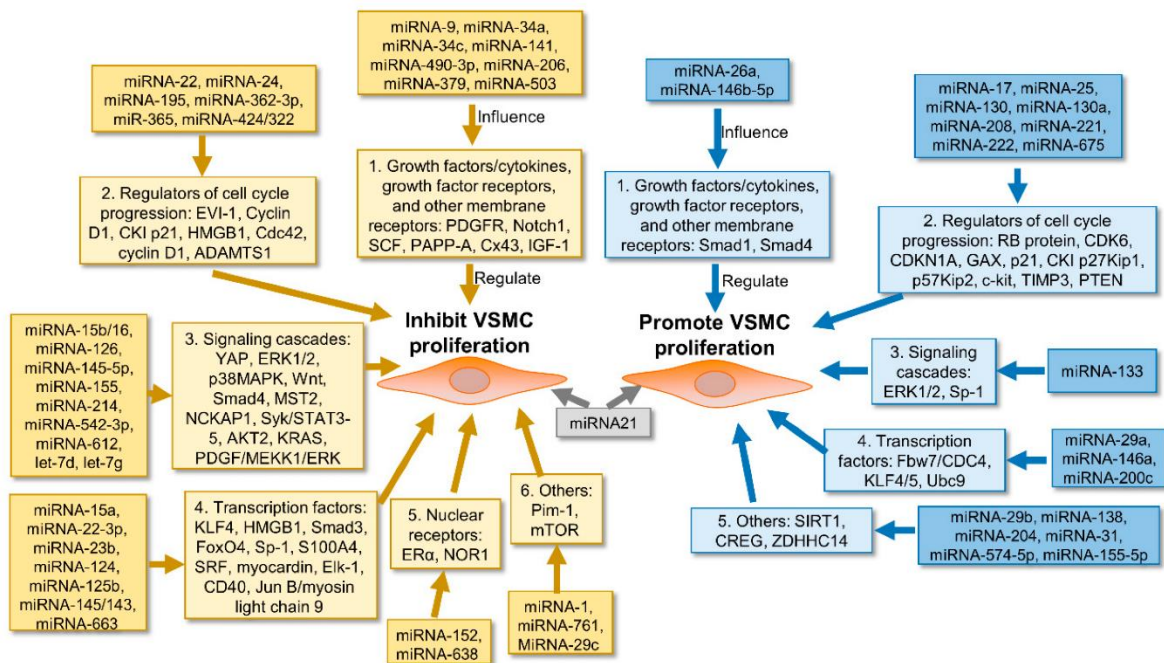 miRNA-9, miRNA-34a,
miRNA-34c, miRNA-141,
miRNA-490-3p, miRNA-206,
miRNA-379, miRNA-503
miRNA-22, miRNA-24,
miRNA-195, miRNA-362-3p,
miR-365, miRNA-424/322
miRNA-26a,
miRNA-146b-5p
miRNA-17, miRNA-25,
miRNA-130, miRNA-130a,
miRNA-208, miRNA-221,
miRNA-222, miRNA-675
Influence
Influence
2. Regulators of cell cycle
progression: EVI-1, Cyclin
D1, CKI p21, HMGB1, Cdc42,
cyclin D1, ADAMTS1
1. Growth factors/cytokines,
growth factor receptors,
and other membrane
receptors: PDGFR, Notch1,
SCF, PAPP-A, Cx43, IGF-1
1. Growth factors/cytokines,
growth factor receptors,
and other membrane
receptors: Smad1, Smad4
2. Regulators of cell cycle
progression: RB protein, CDK6,
CDKN1A, GAX, p21, CKI p27Kip1,
p57Kip2, c-kit, TIMP3, PTEN
Regulate
Regulate
Inhibit VSMC
proliferation
Promote VSMC
proliferation
miRNA-15b/16,
miRNA-126,
miRNA-145-5p,
miRNA-155,
miRNA-214,
miRNA-542-3p,
miRNA-612,
let-7d, let-7g
3. Signaling cascades:
YAP, ERK1/2,
p38MAPK, Wnt,
Smad4, MST2,
NCKAP1, Syk/STAT3-
5, AKT2, KRAS,
PDGF/MEKK1/ERK
miRNA21
3. Signaling
cascades:
ERK1/2, Sp-1
miRNA-133
4. Transcription
factors: Fbw7/CDC4,
KLF4/5, Ubc9
miRNA-29a,
miRNA-146a,
miRNA-200c
miRNA-15a,
miRNA-22-3p,
miRNA-23b,
miRNA-124,
miRNA-125b,
miRNA-145/143,
miRNA-663
4. Transcription factors:
KLF4, HMGB1, Smad3,
FoxO4, Sp-1, S100A4,
SRF, myocardin, Elk-1,
CD40, Jun B/myosin
light chain 9
5. Nuclear
receptors:
ERα, NOR1
6. Others:
Pim-1,
mTOR
5. Others: SIRT1,
CREG, ZDHHC14
miRNA-29b, miRNA-138,
miRNA-204, miRNA-31,
miRNA-574-5p, miRNA-155-5p
miRNA-152,
miRNA-638
miRNA-1,
miRNA-761,
MiRNA-29c